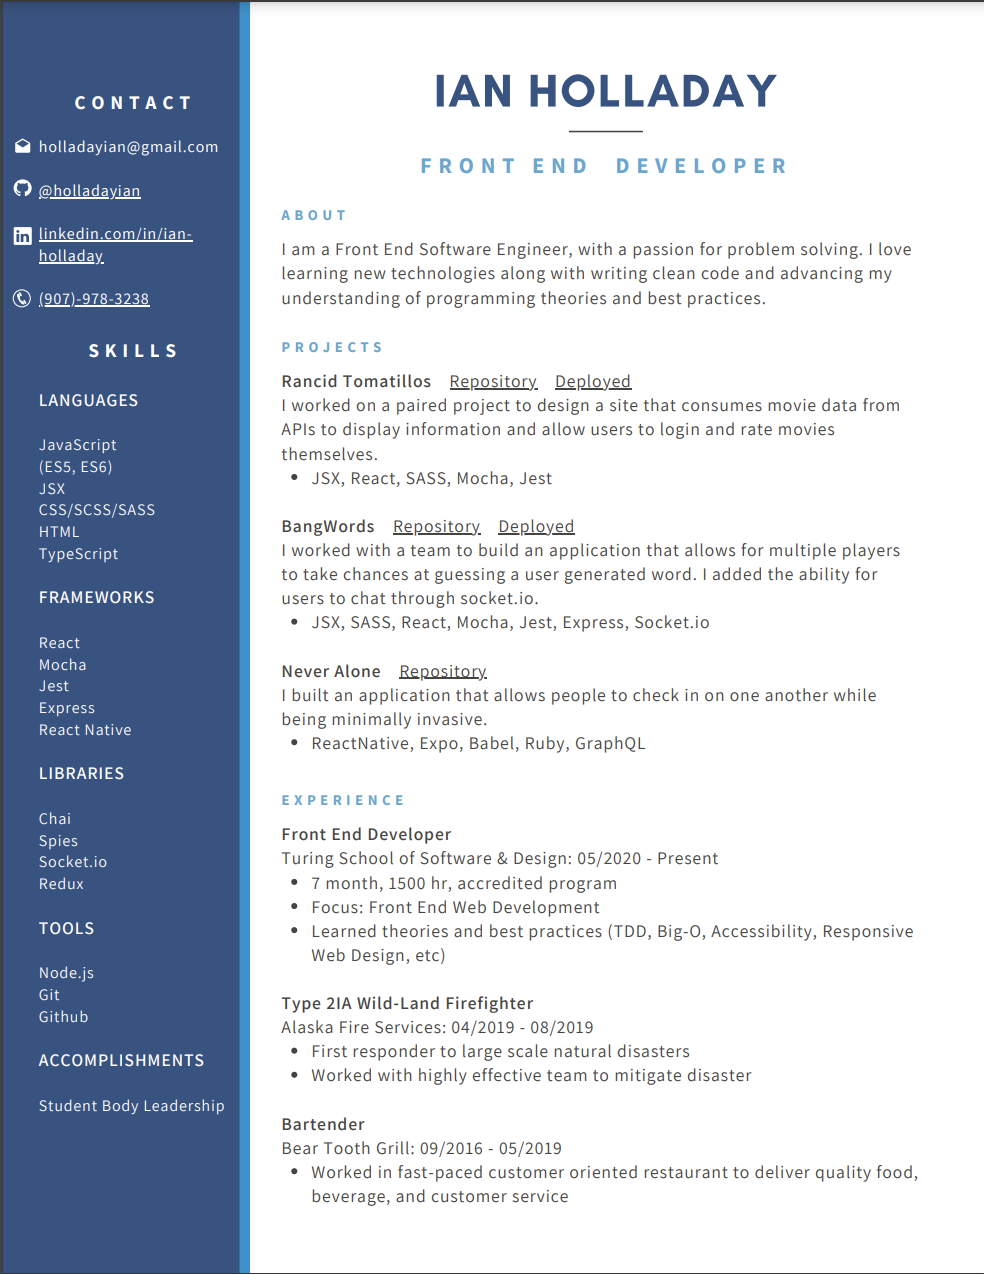 CONTACT
holladayian@gmail.com
@holladayian
linkedin.com/in/ian-
holladay
(907)-978-3238
SKILLS
LANGUAGES
JavaScript
(ES5, ES6)
JSX
CSS/SCSS/SASS
HTML
TypeScript
FRAMEWORKS
React
Mocha
Jest
Express
React Native
LIBRARIES
Chai
Spies
Socket.io
Redux
TOOLS
Node.js
Git
Github
ACCOMPLISHMENTS
Student Body Leadership
IAN HOLLADAY
FRONT END DEVELOPER
ABOUT
I am a Front End Software Engineer, with a passion for problem solving. I love
learning new technologies along with writing clean code and advancing my
understanding of programming theories and best practices.
PROJECTS
Rancid Tomatillos Repository Deployed
I worked on a paired project to design a site that consumes movie data from
APIs to display information and allow users to login and rate movies
themselves.
• JSX, React, SASS, Mocha, Jest
BangWords Repository Deployed
I worked with a team to build an application that allows for multiple players
to take chances at guessing a user generated word. I added the ability for
users to chat through socket.io.
• JSX, SASS, React, Mocha, Jest, Express, Socket.io
Never Alone Repository
I built an application that allows people to check in on one another while
being minimally invasive.
• ReactNative, Expo, Babel, Ruby, GraphQL
EXPERIENCE
Front End Developer
Turing School of Software & Design: 05/2020 - Present
• 7 month, 1500 hr, accredited program
• Focus: Front End Web Development
• Learned theories and best practices (TDD, Big-O, Accessibility, Responsive
Web Design, etc)
Type 2IA Wild-Land Firefighter
Alaska Fire Services: 04/2019 - 08/2019
• First responder to large scale natural disasters
• Worked with highly effective team to mitigate disaster
Bartender
Bear Tooth Grill: 09/2016 - 05/2019
• Worked in fast-paced customer oriented restaurant to deliver quality food,
beverage, and customer service